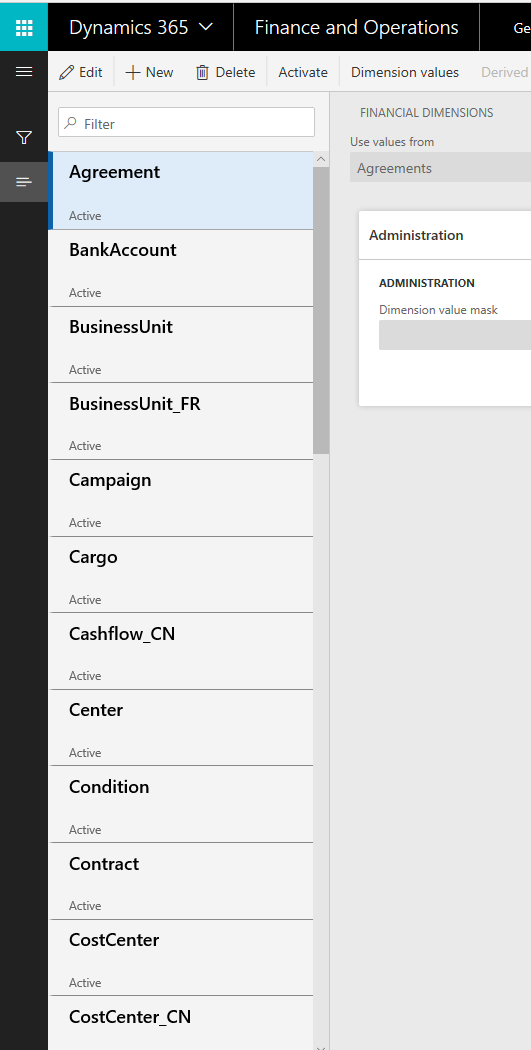 Dynamics 365 Finance and Operations Ge
Edit New Delete Activate Dimension values Derived
Filter
Agreement
Active
BankAccount
Active
BusinessUnit
Active
BusinessUnit_FR
Active
Campaign
Active
Cargo
Active
Cashflow_CN
Active
Center
Active
Condition
Active
Contract
Active
CostCenter
Active
CostCenter_CN
FINANCIAL DIMENSIONS
Use values from
Agreements
Administration
ADMINISTRATION
Dimension value mask